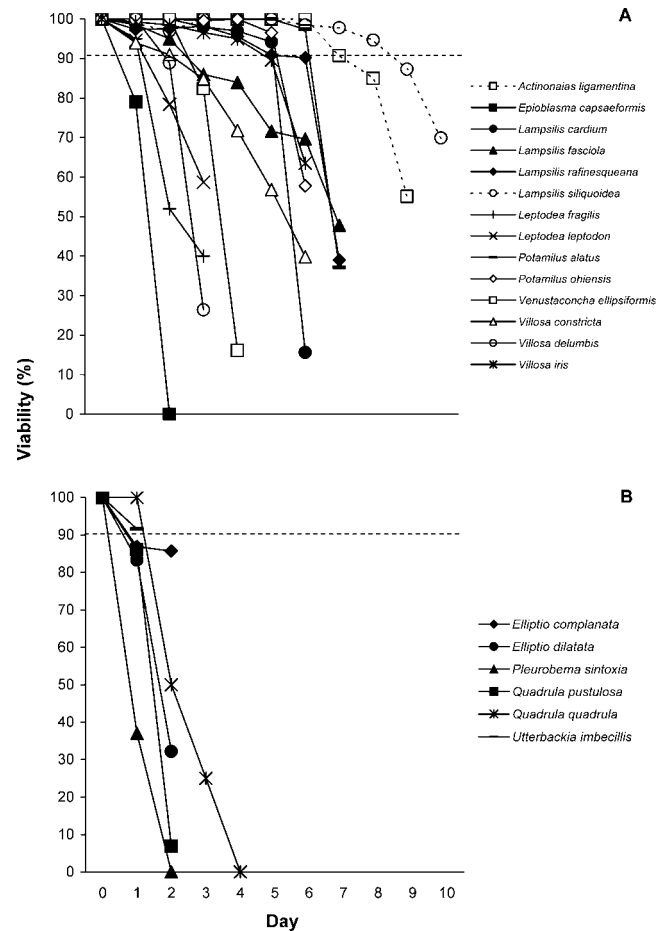 A
100
90
80
70
60
50
40
30
20
10
0
Viability (%)
Actinonaias ligamentina
Epioblasma capsaeformis
Lampsilis cardium
Lampsilis fasciola
Lampsilis rafinesqueana
Lampsilis siliquoidea
Leptodea fragilis
Leptodea leptodon
Potamilus alatus
Potamilus ohiensis
Venustaconcha ellipsiformis
Villosa constricta
Villosa delumbis
Villosa iris
B
100
90
80
70
60
50
40
30
20
10
0
Elliptio complanata
Elliptio dilatata
Pleurobema sintoxia
Quadrula pustulosa
Quadrula quadrula
Utterbackia imbecillis
0 1 2 3 4 5 6 7 8 9 10
Day